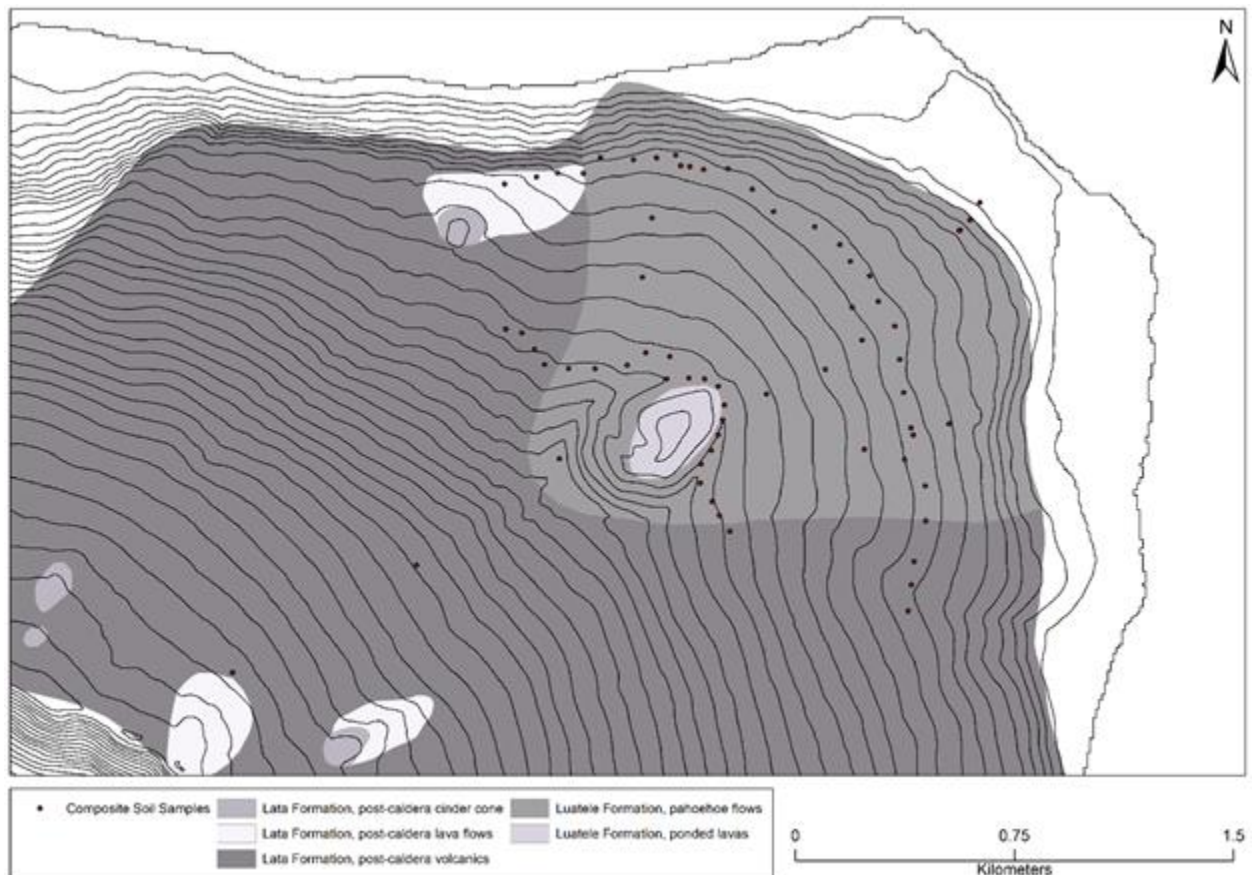 N
Composite Soil Samples
Lata Formation, post-caldera cinder cone
Luatele Formation, pahoehoe flows
Lata Formation, post-caldera lava flows
Luatele Formation, ponded lavas
Lata Formation, post-caldera volcanics
0 0.75 1.5
Kilometers